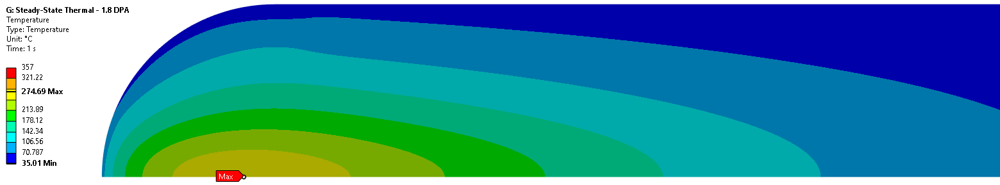 G: Steady-State Thermal - 1.8 DPA
Temperature
Type: Temperature
Unit: °C
Time: 1 s
357
321.22
274.69 Max
213.89
178.12
142.34
106.56
70.787
35.01 Min
Max